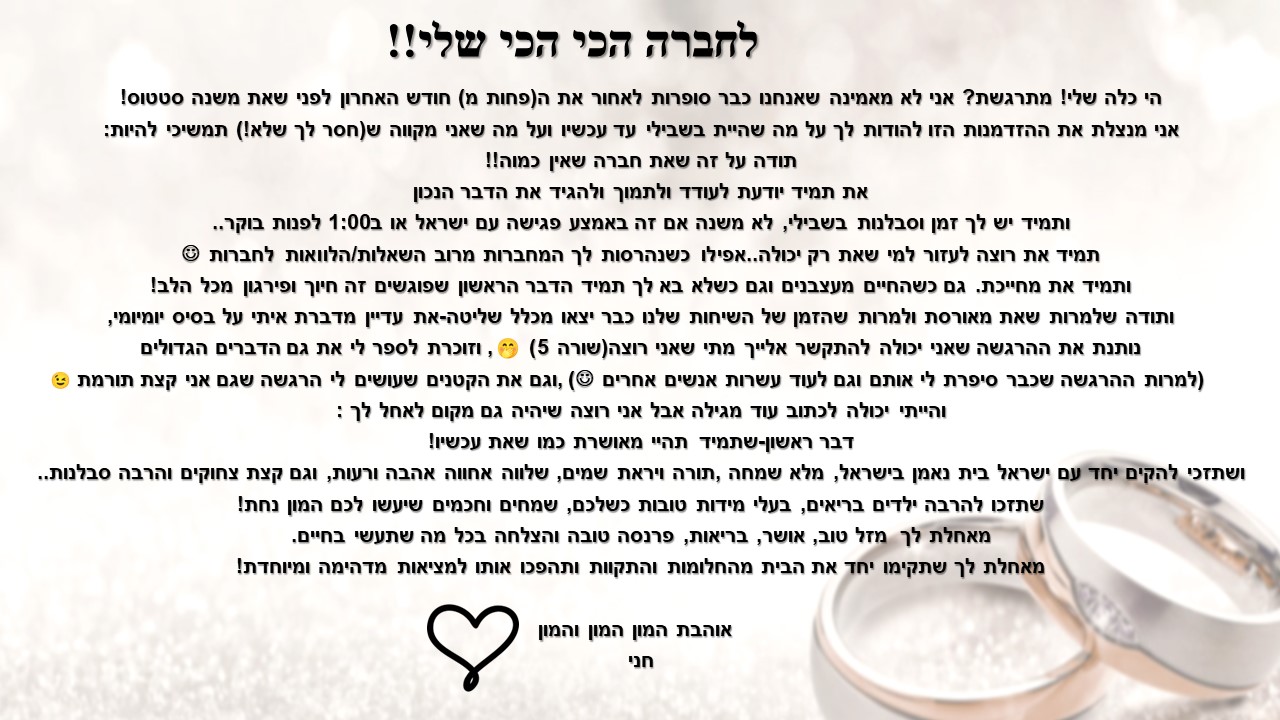 לחברה הכי הכי שלי!!
הי כלה שלי! מתרגשת? אני לא מאמינה שאנחנו כבר סופרות לאחור את ה(פחות מ) חודש האחרון לפני שאת משנה סטטוס!
אני מנצלת את ההזדמנות הזו להודות לך על מה שהיית בשבילי עד עכשיו ועל מה שאני מקווה ש(חסר לך שלא!) תמשיכי להיות:
תודה על זה שאת חברה שאין כמוה!!
את תמיד יודעת לעודד ולתמוך ולהגיד את הדבר הנכון
ותמיד יש לך זמן וסבלנות בשבילי, לא משנה אם זה באמצע פגישה עם ישראל או ב1:00 לפנות בוקר..
תמיד את רוצה לעזור למי שאת רק יכולה..אפילו כשנהרסות לך המחברות מרוב השאלות/הלוואות לחברות ☺
ותמיד את מחייכת. גם כשהחיים מעצבנים וגם כשלא בא לך תמיד הדבר הראשון שפוגשים זה חיוך ופירגון מכל הלב!
ותודה שלמרות שאת מאורסת ולמרות שהזמן של השיחות שלנו כבר יצאו מכלל שליטה-את עדיין מדברת איתי על בסיס יומיומי,
נותנת את ההרגשה שאני יכולה להתקשר אלייך מתי שאני רוצה(שורה 5) 🤭, וזוכרת לספר לי את גם הדברים הגדולים
(למרות ההרגשה שכבר סיפרת לי אותם וגם לעוד עשרות אנשים אחרים ☺) ,וגם את הקטנים שעושים לי הרגשה שגם אני קצת תורמת 😉
והייתי יכולה לכתוב עוד מגילה אבל אני רוצה שיהיה גם מקום לאחל לך :
דבר ראשון-שתמיד תהיי מאושרת כמו שאת עכשיו!
ושתזכי להקים יחד עם ישראל בית נאמן בישראל, מלא שמחה ,תורה ויראת שמים, שלווה אחווה אהבה ורעות, וגם קצת צחוקים והרבה סבלנות..
שתזכו להרבה ילדים בריאים, בעלי מידות טובות כשלכם, שמחים וחכמים שיעשו לכם המון נחת!
מאחלת לך מזל טוב, אושר, בריאות, פרנסה טובה והצלחה בכל מה שתעשי בחיים.
מאחלת לך שתקימו יחד את הבית מהחלומות והתקוות ותהפכו אותו למציאות מדהימה ומיוחדת!
אוהבת המון המון והמון
חני